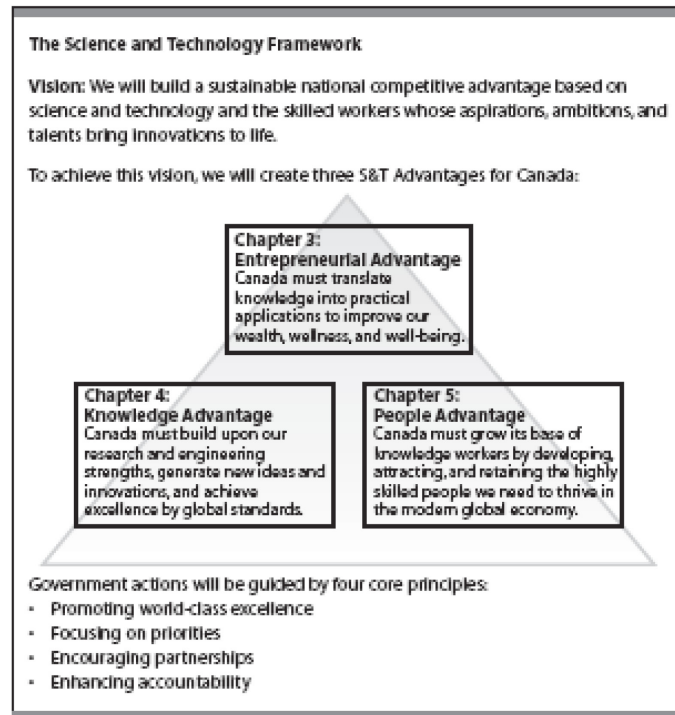 The Science and Technology Framework
Vision: We will build a sustainable national competitive advantage based on
science and technology and the skilled workers whose aspirations, ambitions, and
talents bring innovations to life.
To achieve this vision, we will create three S&T Advantages for Canada:
Chapter 3:
Entrepreneurial Advantage
Canada must translate
knowledge into practical
applications to improve our
wealth, wellness, and well-being.
Chapter 4:
Knowledge Advantage
Canada must build upon our
research and engineering
strengths, generate new ideas and
innovations, and achieve
excellence by global standards.
Chapter 5:
People Advantage
Canada must grow its base of
knowledge workers by developing,
attracting, and retaining the highly
skilled people we need to thrive in
the modern global economy.
Government actions will be guided by four core principles:
• Promoting world-class excellence
• Focusing on priorities
• Encouraging partnerships
• Enhancing accountability